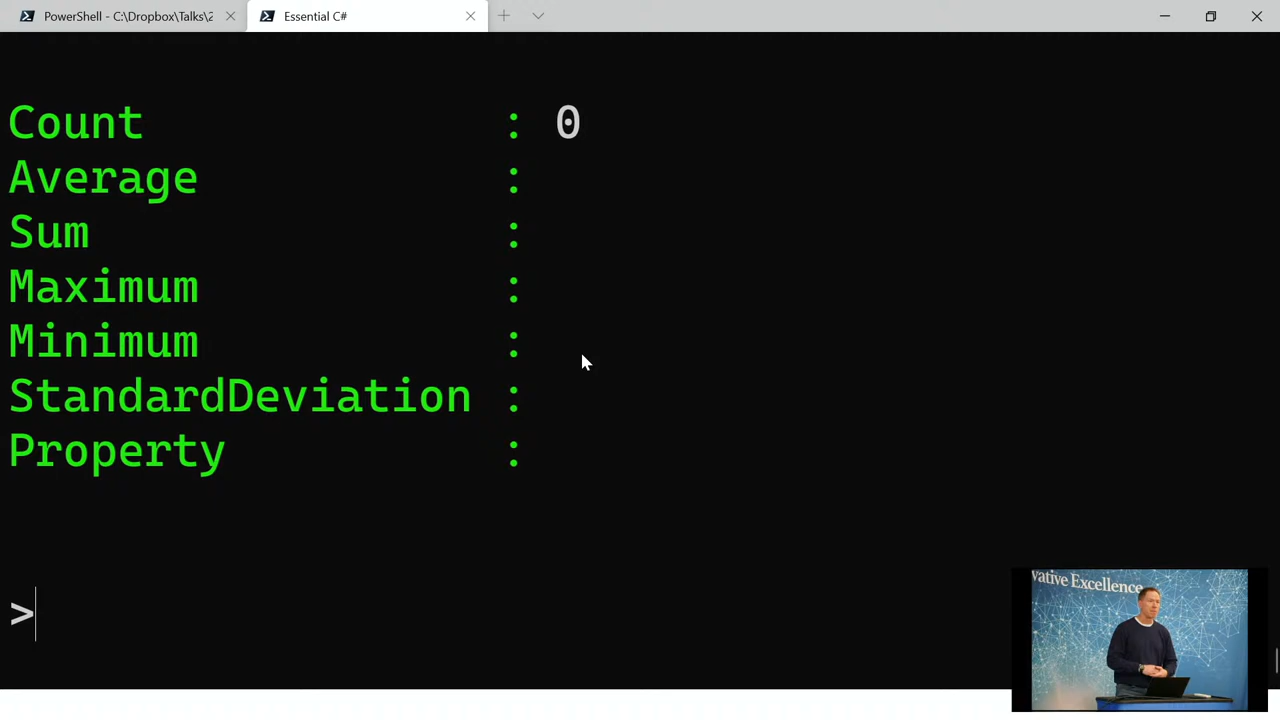 PowerShell - C:\Dropbox\Talks\2
Essential C#
Count : 0
Average :
Sum :
Maximum :
Minimum :
StandardDeviation :
Property :
>
vative Excellence